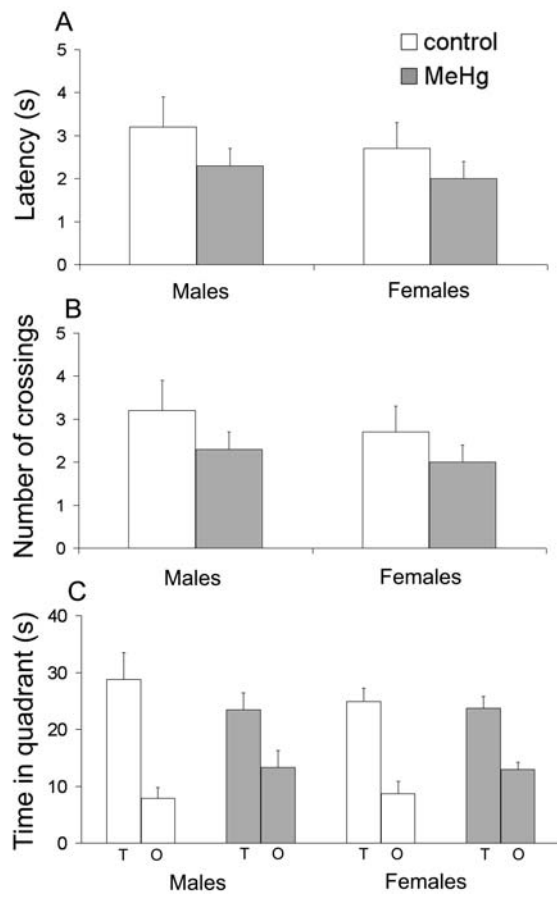 A
control
MeHg
Latency (s)
5
4
3
2
1
0
Males Females
B
Number of crossings
5
4
3
2
1
0
Males Females
C
Time in quadrant (s)
40
30
20
10
0
T O T O T O T O
Males Females